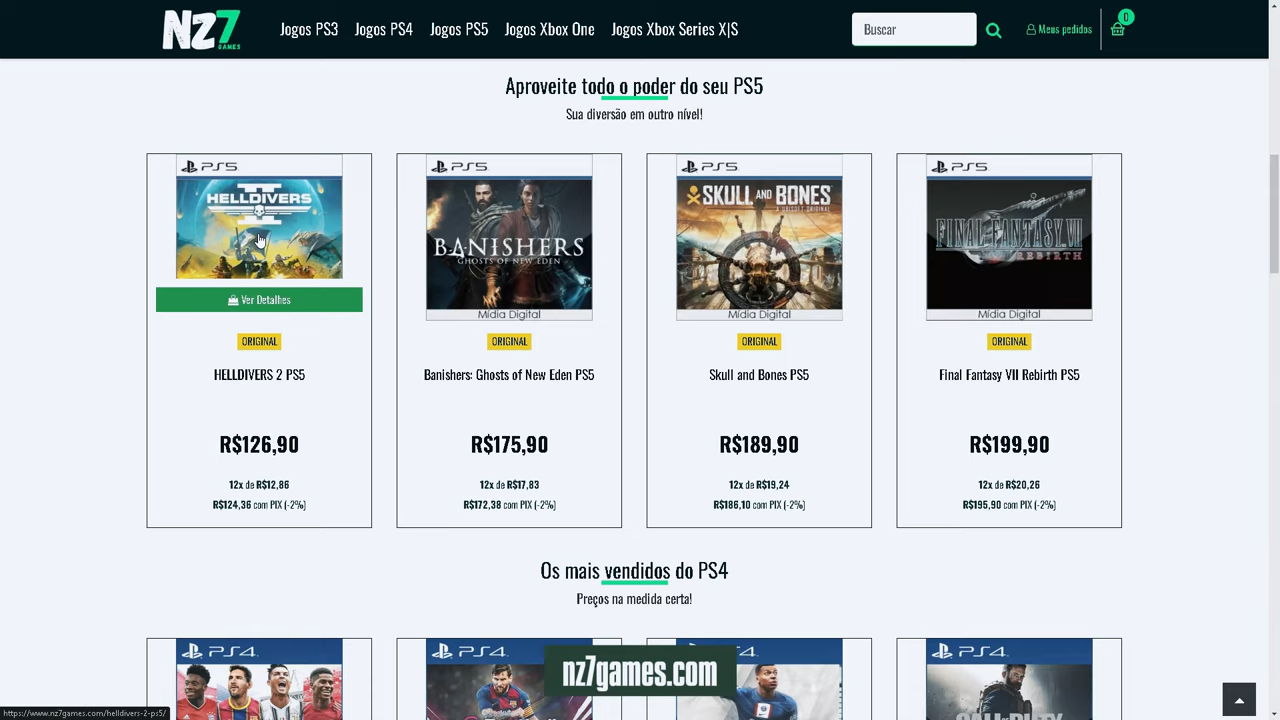 NZ7
GAMES
Jogos PS3
Jogos PS4
Jogos PS5
Jogos Xbox One
Jogos Xbox Series X|S
Buscar
Meus pedidos
0
Aproveite todo o poder do seu PS5
Sua diversão em outro nível!
PS5
HELLDIVERS
II
Ver Detalhes
ORIGINAL
HELLDIVERS 2 PS5
R$126,90
12x de R$12,86
R$124,36 com PIX (-2%)
PS5
BANISHERS
GHOSTS OF NEW EDEN
Mídia Digital
ORIGINAL
Banishers: Ghosts of New Eden PS5
R$175,90
12x de R$17,83
R$172,38 com PIX (-2%)
PS5
SKULL AND BONES
A UBISOFT ORIGINAL
Mídia Digital
ORIGINAL
Skull and Bones PS5
R$189,90
12x de R$19,24
R$186,10 com PIX (-2%)
PS5
FINAL FANTASY VII
REBIRTH
Mídia Digital
ORIGINAL
Final Fantasy VII Rebirth PS5
R$199,90
12x de R$20,26
R$195,90 com PIX (-2%)
Os mais vendidos do PS4
Preços na medida certa!
PS4
PS4
PS4
PS4
CALL OF DUTY
nz7games.com
https://www.nz7games.com/helldivers-2-ps5/